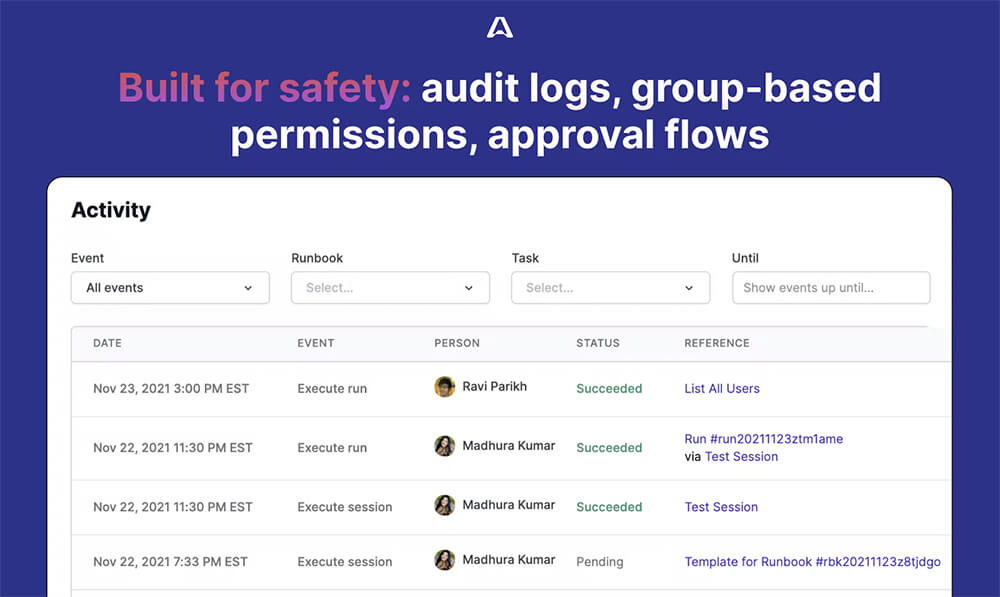 Built for safety: audit logs, group-based
permissions, approval flows
Activity
Event
Runbook
Task
Until
All events
Select...
Select...
Show events up until...
DATE EVENT PERSON STATUS REFERENCE
Nov 23, 2021 3:00 PM EST Execute run Ravi Parikh Succeeded List All Users
Nov 22, 2021 11:30 PM EST Execute run Madhura Kumar Succeeded Run #run20211123ztm1ame
via Test Session
Nov 22, 2021 11:30 PM EST Execute session Madhura Kumar Succeeded Test Session
Nov 22, 2021 7:33 PM EST Execute session Madhura Kumar Pending Template for Runbook #rbk20211123z8tjdgo